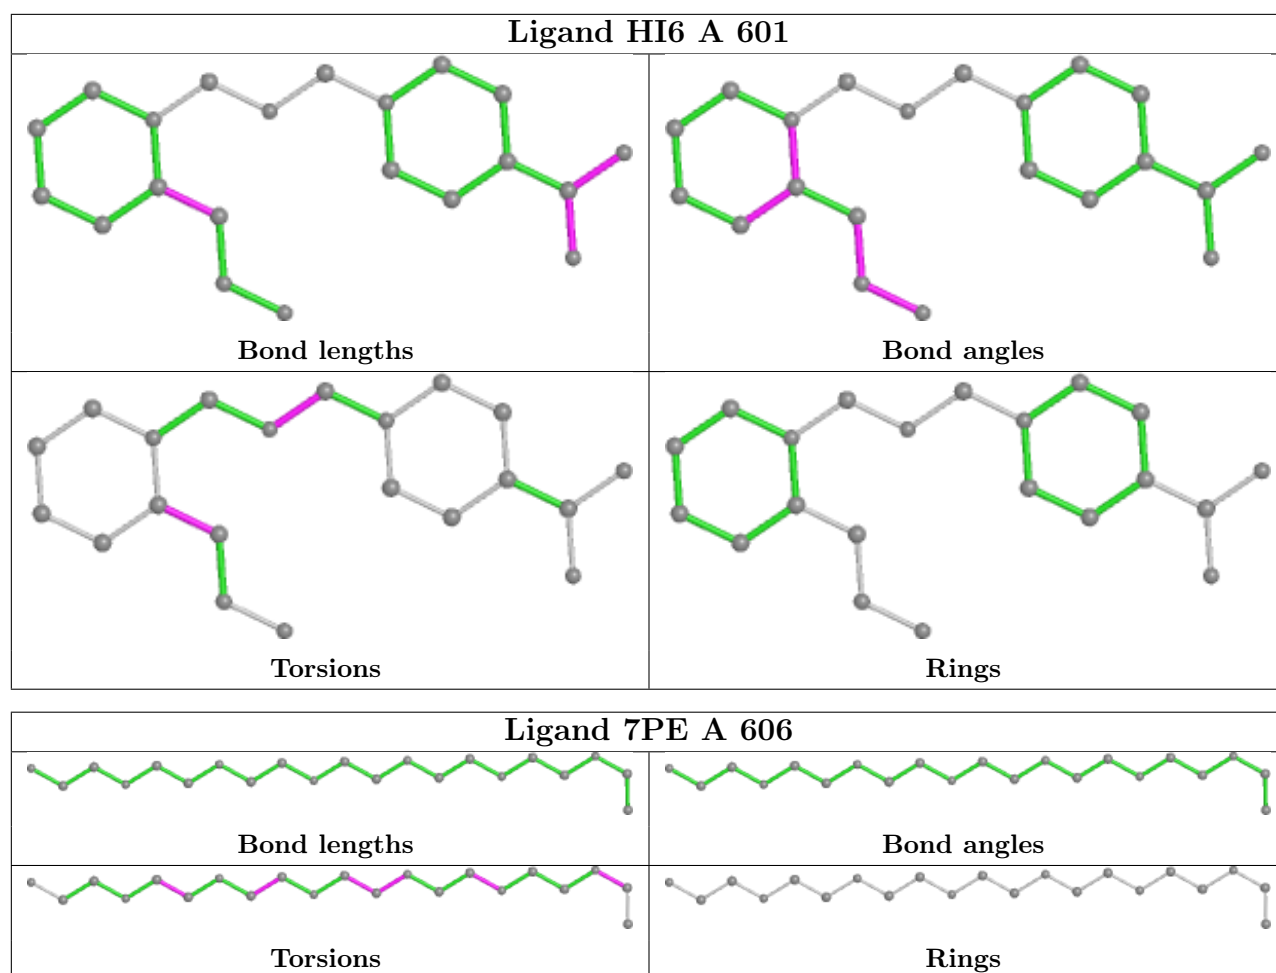 Ligand HI6 A 601
Bond lengths
Bond angles
Torsions
Rings
Ligand 7PE A 606
Bond lengths
Bond angles
Torsions
Rings